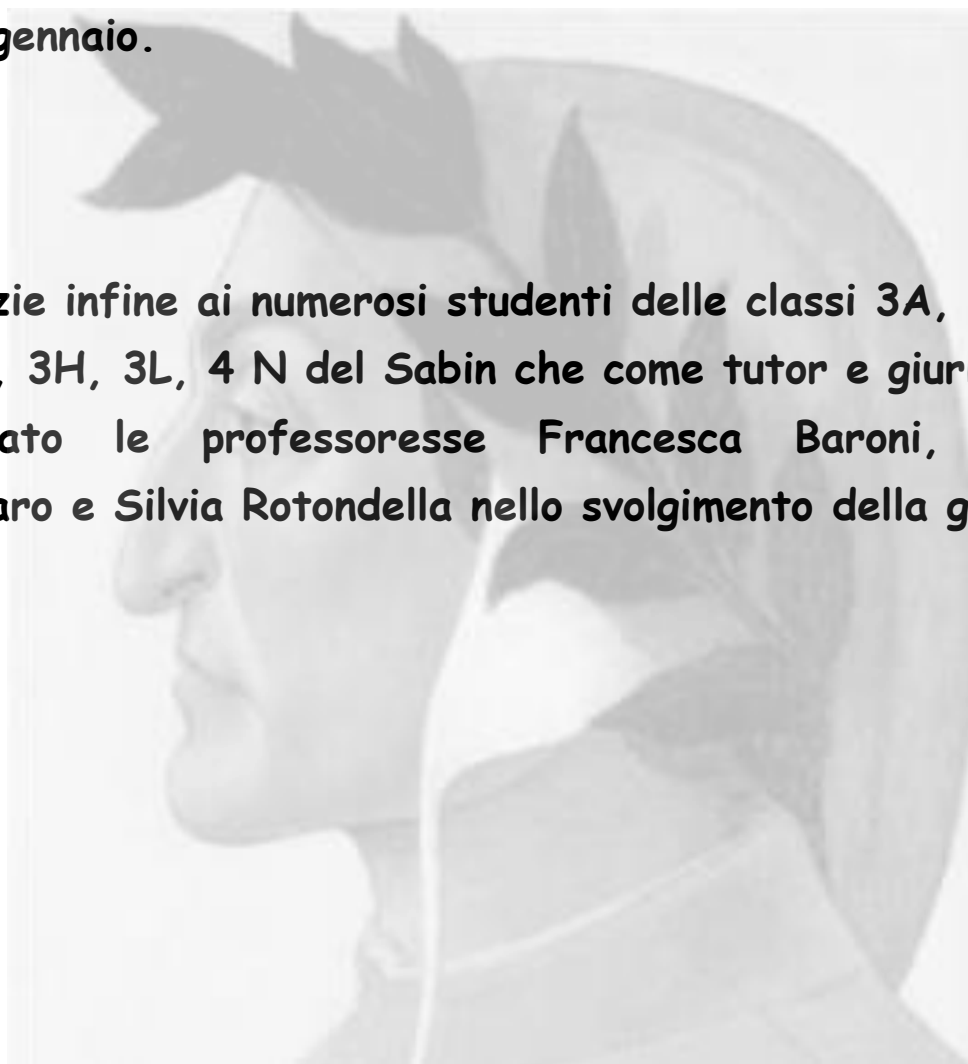 gennaio.
zie infine ai numerosi studenti delle classi 3A,
, 3H, 3L, 4 N del Sabin che come tutor e giur
ato le professoresse Francesca Baroni,
aro e Silvia Rotondella nello svolgimento della g